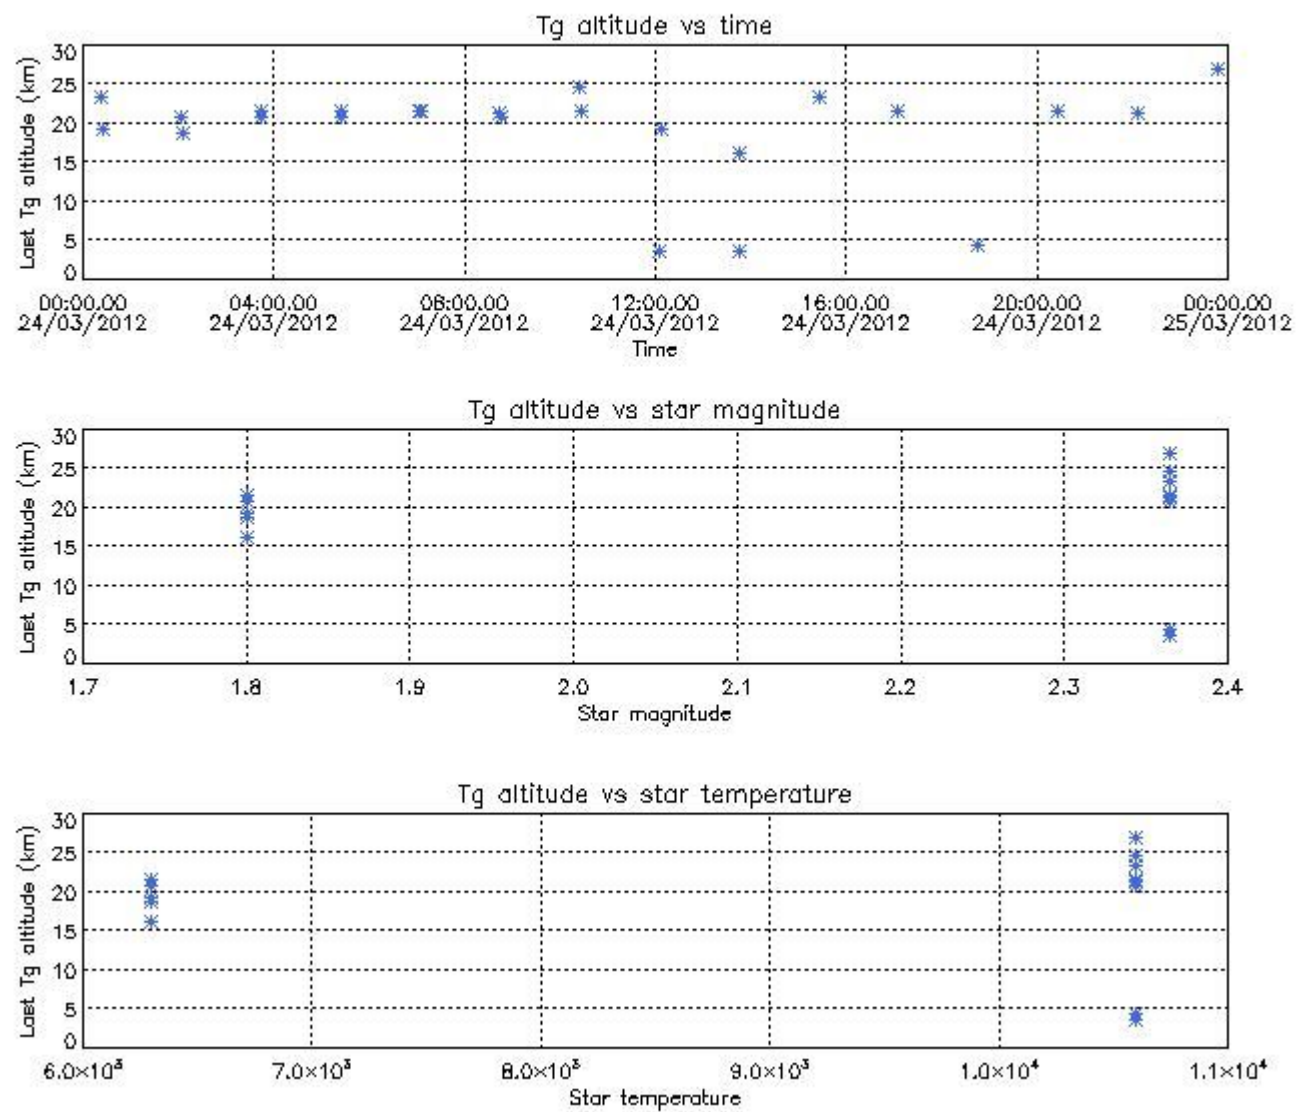 Tg altitude vs time
Last Tg altitude (km)
30
25
20
15
10
5
0
00:00.00 04:00.00 08:00.00 12:00.00 16:00.00 20:00.00 00:00.00
24/03/2012 24/03/2012 24/03/2012 24/03/2012 24/03/2012 24/03/2012 25/03/2012
Time
Tg altitude vs star magnitude
Last Tg altitude (km)
30
25
20
15
10
5
0
1.7 1.8 1.9 2.0 2.1 2.2 2.3 2.4
Star magnitude
Tg altitude vs star temperature
Last Tg altitude (km)
30
25
20
15
10
5
0
6.0×10³ 7.0×10³ 8.0×10³ 9.0×10³ 1.0×10⁴ 1.1×10⁴
Star temperature